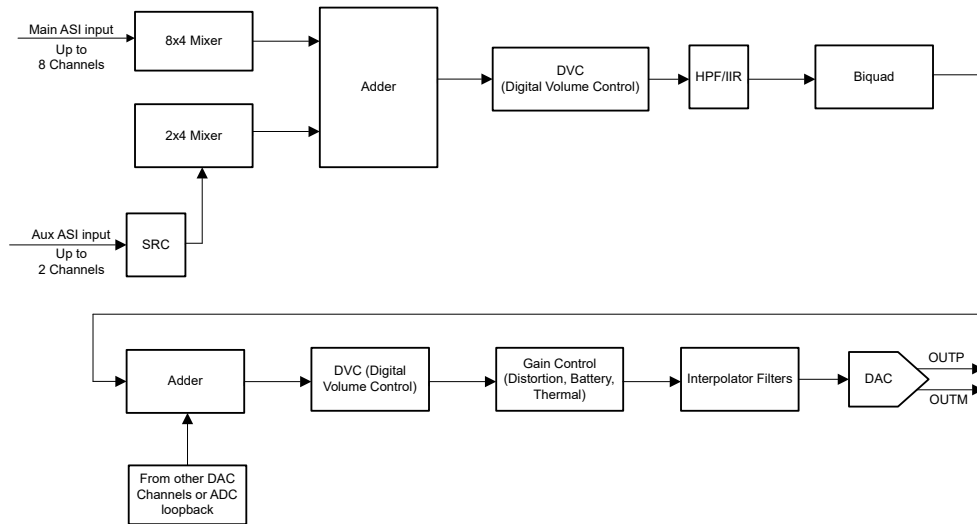 Main ASI input
Up to
8 Channels
8x4 Mixer
2x4 Mixer
Aux ASI input
Up to
2 Channels
SRC
Adder
DVC
(Digital Volume Control)
HPF/IIR
Biquad
Adder
From other DAC
Channels or ADC
loopback
DVC (Digital
Volume Control)
Gain Control
(Distortion, Battery,
Thermal)
Interpolator Filters
DAC
OUTP
OUTM